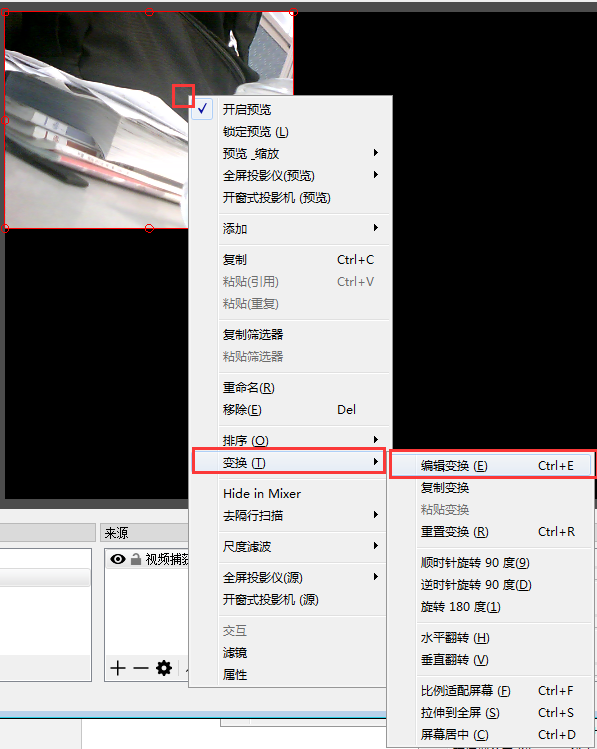 开启预览
锁定预览 (L)
预览 _缩放
全屏投影仪(预览)
开窗式投影机 (预览)
添加
复制 Ctrl+C
粘贴(引用) Ctrl+V
粘贴(重复)
复制筛选器
粘贴筛选器
重命名(R)
移除(E) Del
排序 (O)
变换 (T)
Hide in Mixer
去隔行扫描
尺度滤波
全屏投影仪(源)
开窗式投影机 (源)
交互
滤镜
属性
编辑变换 (E) Ctrl+E
复制变换
粘贴变换
重置变换 (R) Ctrl+R
顺时针旋转 90 度(9)
逆时针旋转 90 度(D)
旋转 180 度(1)
水平翻转 (H)
垂直翻转 (V)
比例适配屏幕 (F) Ctrl+F
拉伸到全屏 (S) Ctrl+S
屏幕居中 (C) Ctrl+D
来源
视频捕